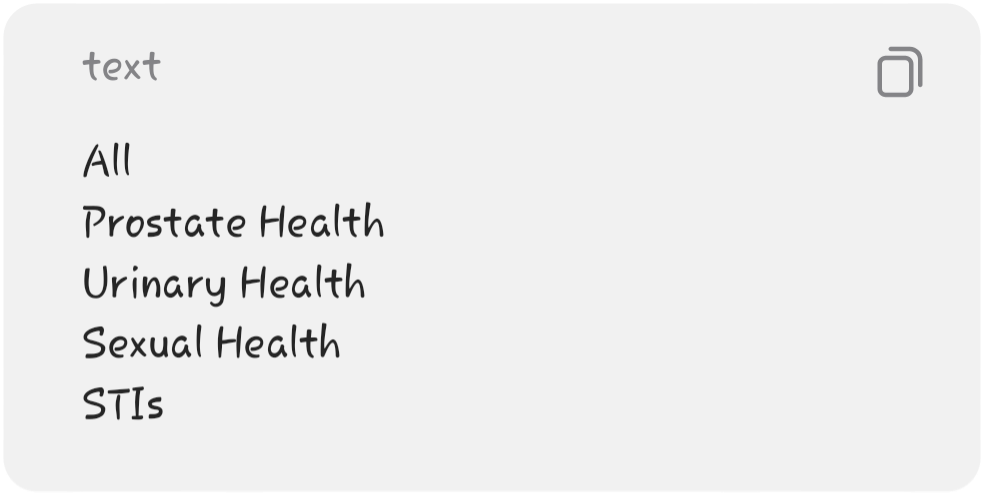 text
All
Prostate Health
Urinary Health
Sexual Health
STIs